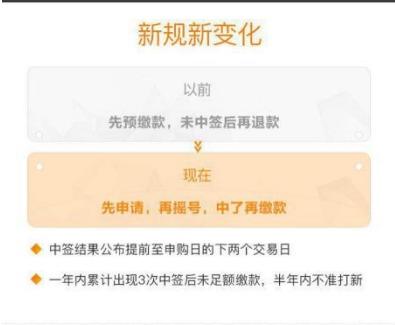 新规新变化
以前
先预缴款，未中签后再退款
现在
先申请，再摇号，中了再缴款
中签结果公布提前至申购日的下两个交易日
一年内累计出现3次中签后未足额缴款，半年内不准打新